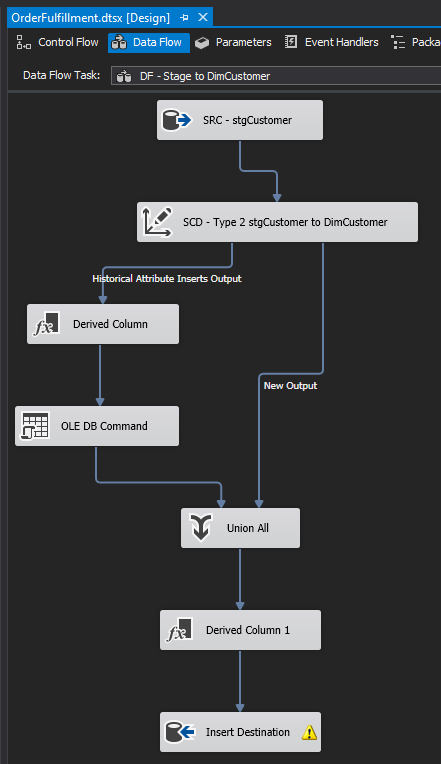 OrderFulfillment.dtsx [Design]
Control Flow
Data Flow
Parameters
Event Handlers
Packa
Data Flow Task:
DF - Stage to DimCustomer
SRC - stgCustomer
SCD - Type 2 stgCustomer to DimCustomer
Historical Attribute Inserts Output
Derived Column
New Output
OLE DB Command
Union All
Derived Column 1
Insert Destination